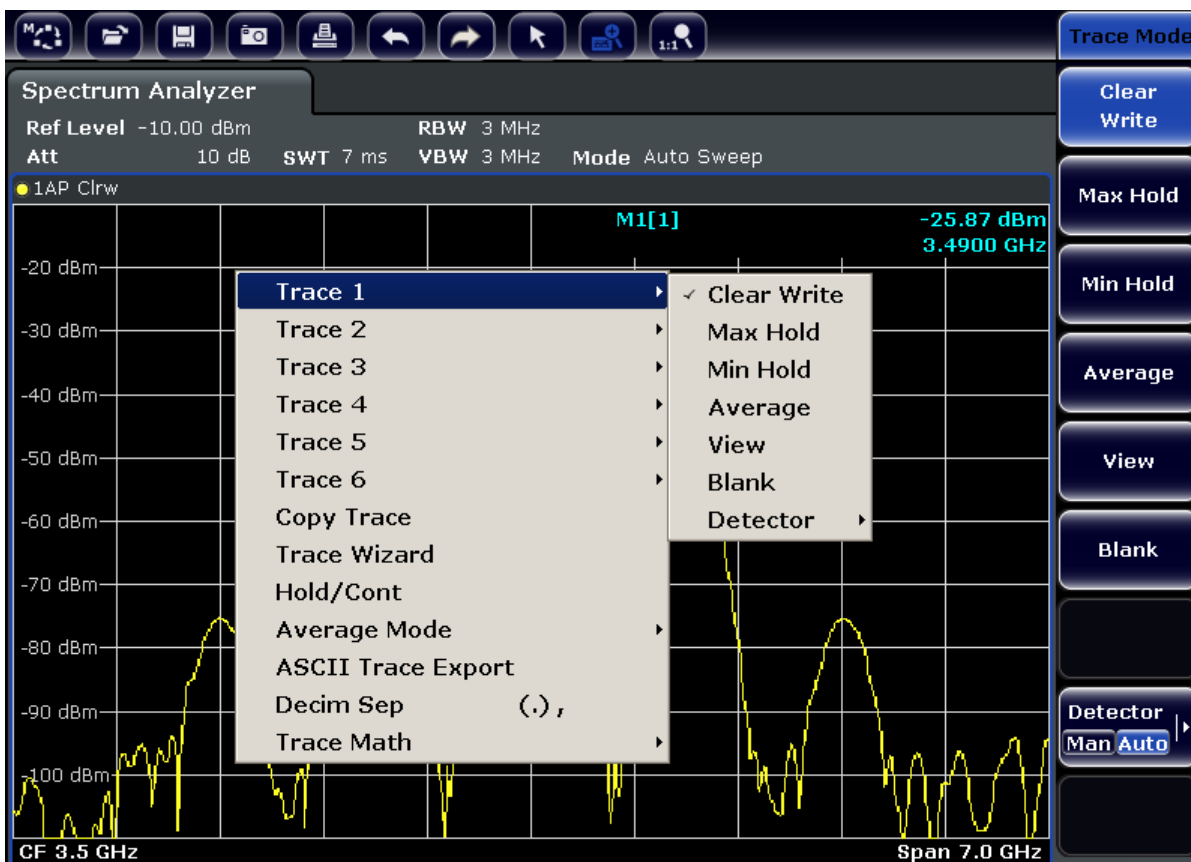 1:1
Trace Mode
Spectrum Analyzer
Ref Level -10.00 dBm RBW 3 MHz
Att 10 dB SWT 7 ms VBW 3 MHz Mode Auto Sweep
1AP Clrw
M1[1] -25.87 dBm
3.4900 GHz
-20 dBm
-30 dBm
-40 dBm
-50 dBm
-60 dBm
-70 dBm
-80 dBm
-90 dBm
-100 dBm
Trace 1
Trace 2
Trace 3
Trace 4
Trace 5
Trace 6
Copy Trace
Trace Wizard
Hold/Cont
Average Mode
ASCII Trace Export
Decim Sep (.) ,
Trace Math
Clear Write
Max Hold
Min Hold
Average
View
Blank
Detector
CF 3.5 GHz Span 7.0 GHz
Clear
Write
Max Hold
Min Hold
Average
View
Blank
Detector
Man Auto